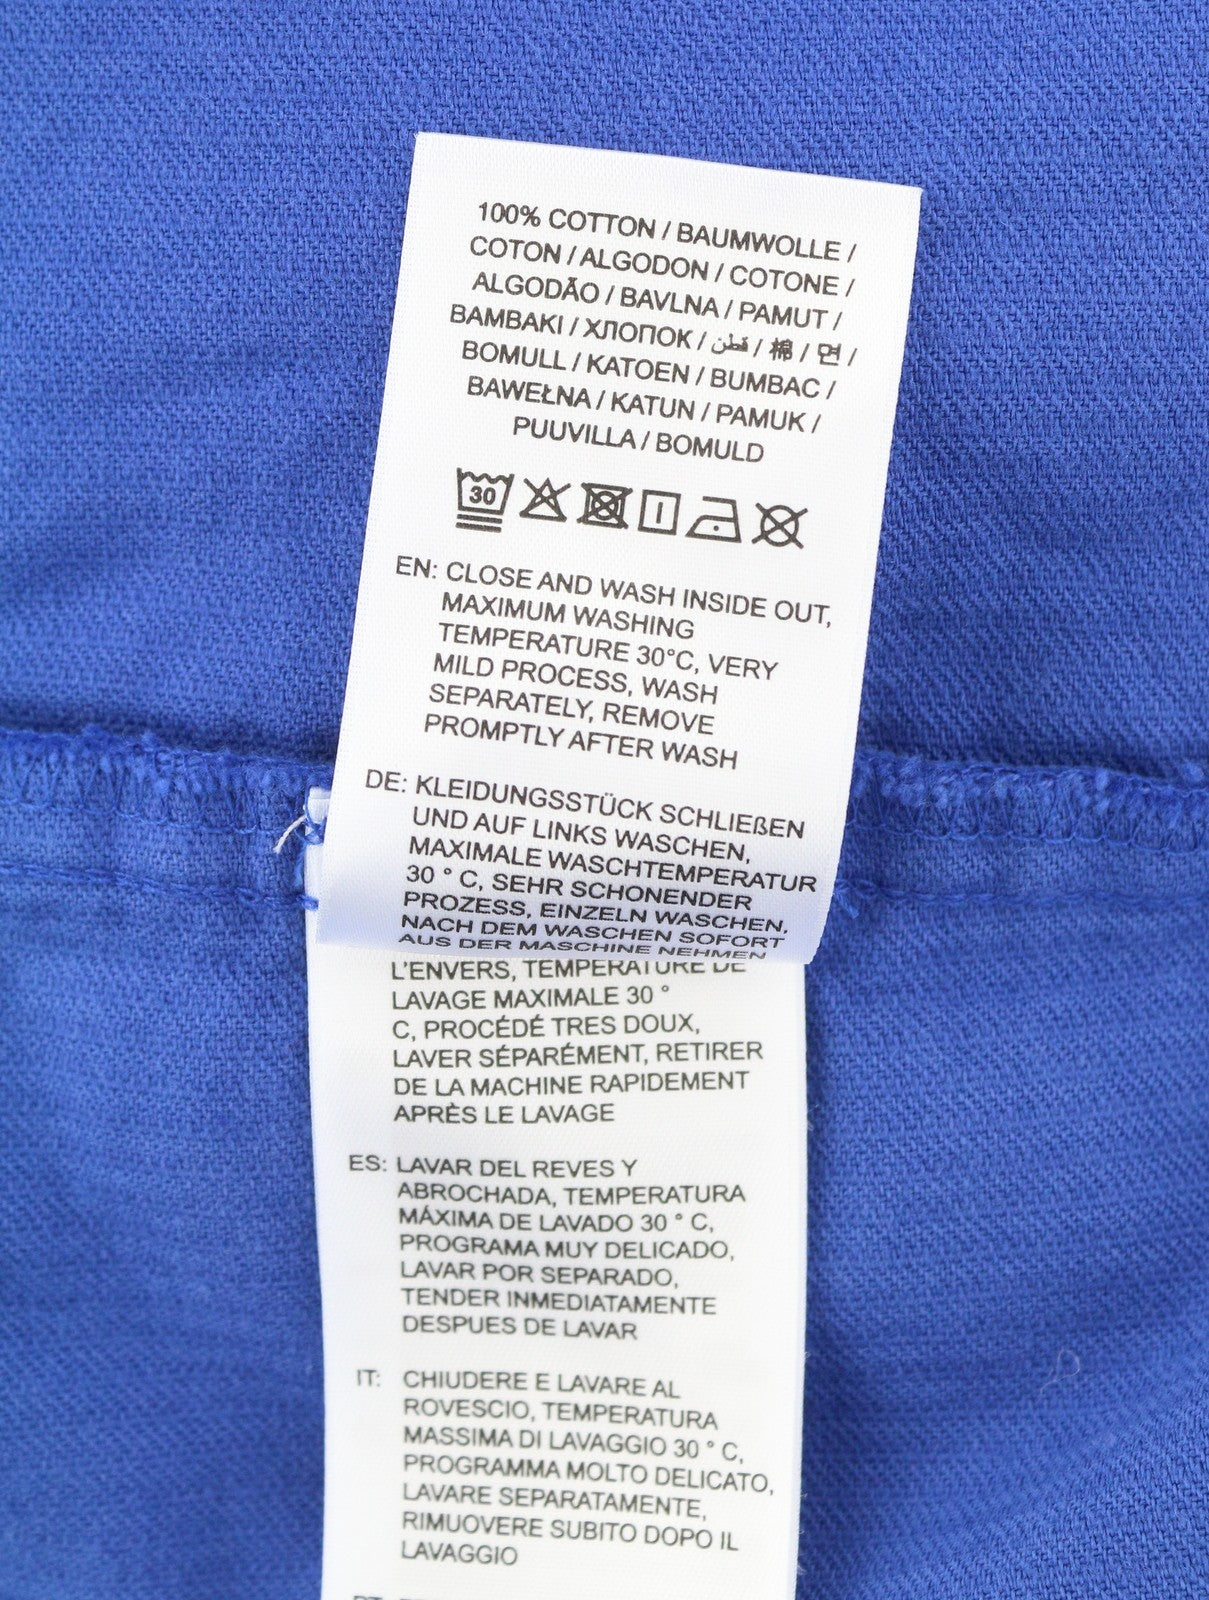 100% COTTON / BAUMWOLLE /
COTON / ALGODON / COTONE /
ALGODÃO / BAVLNA / PAMUT /
BAMBAKI / ХЛОПОК / قطن / 棉 / 면 /
BOMULL / KATOEN / BUMBAC /
BAWEŁNA / KATUN / PAMUK /
PUUVILLA / BOMULD
30
EN: CLOSE AND WASH INSIDE OUT,
MAXIMUM WASHING
TEMPERATURE 30°C, VERY
MILD PROCESS, WASH
SEPARATELY, REMOVE
PROMPTLY AFTER WASH
DE: KLEIDUNGSSTÜCK SCHLIEßEN
UND AUF LINKS WASCHEN,
MAXIMALE WASCHTEMPERATUR
30 ° C, SEHR SCHONENDER
PROZESS, EINZELN WASCHEN,
NACH DEM WASCHEN SOFORT
AUS DER MASCHINE NEHMEN
L'ENVERS, TEMPERATURE DE
LAVAGE MAXIMALE 30 °
C, PROCÉDÉ TRES DOUX,
LAVER SÉPARÉMENT, RETIRER
DE LA MACHINE RAPIDEMENT
APRÈS LE LAVAGE
ES: LAVAR DEL REVES Y
ABROCHADA, TEMPERATURA
MÁXIMA DE LAVADO 30 ° C,
PROGRAMA MUY DELICADO,
LAVAR POR SEPARADO,
TENDER INMEDIATAMENTE
DESPUES DE LAVAR
IT: CHIUDERE E LAVARE AL
ROVESCIO, TEMPERATURA
MASSIMA DI LAVAGGIO 30 ° C,
PROGRAMMA MOLTO DELICATO,
LAVARE SEPARATAMENTE,
RIMUOVERE SUBITO DOPO IL
LAVAGGIO